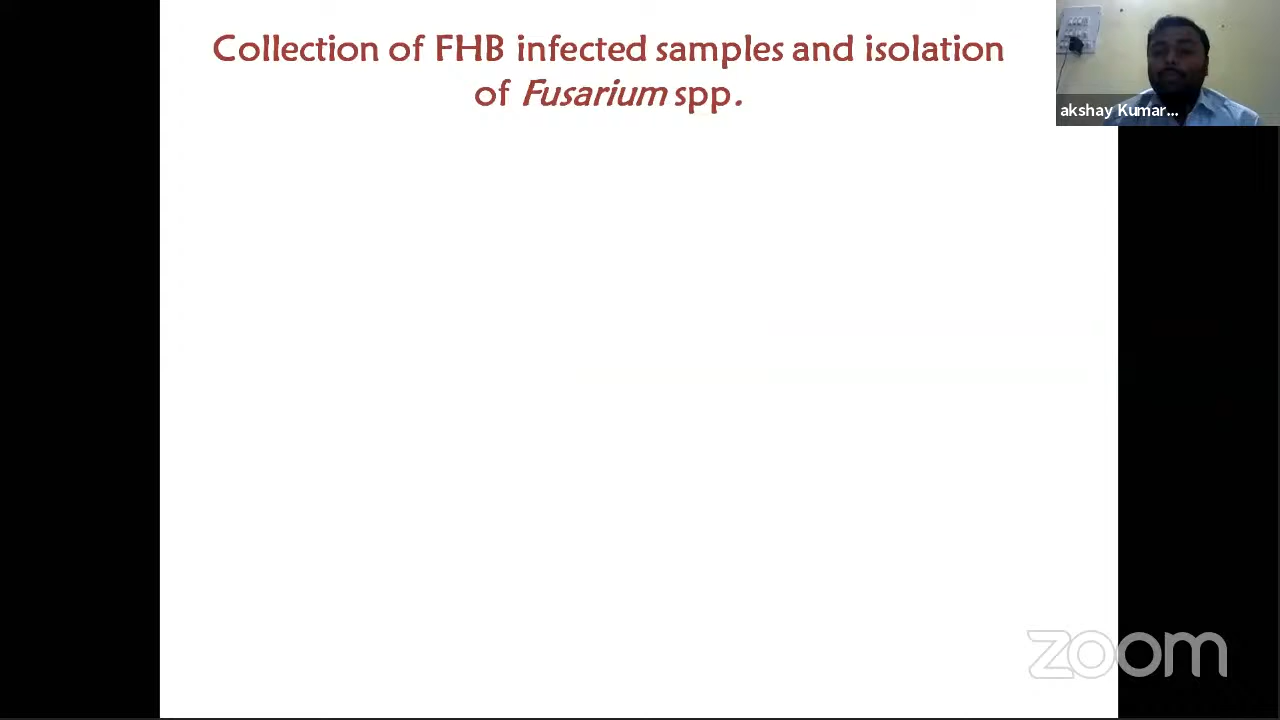 Collection of FHB infected samples and isolation
of Fusarium spp.
akshay Kumar...
zoom